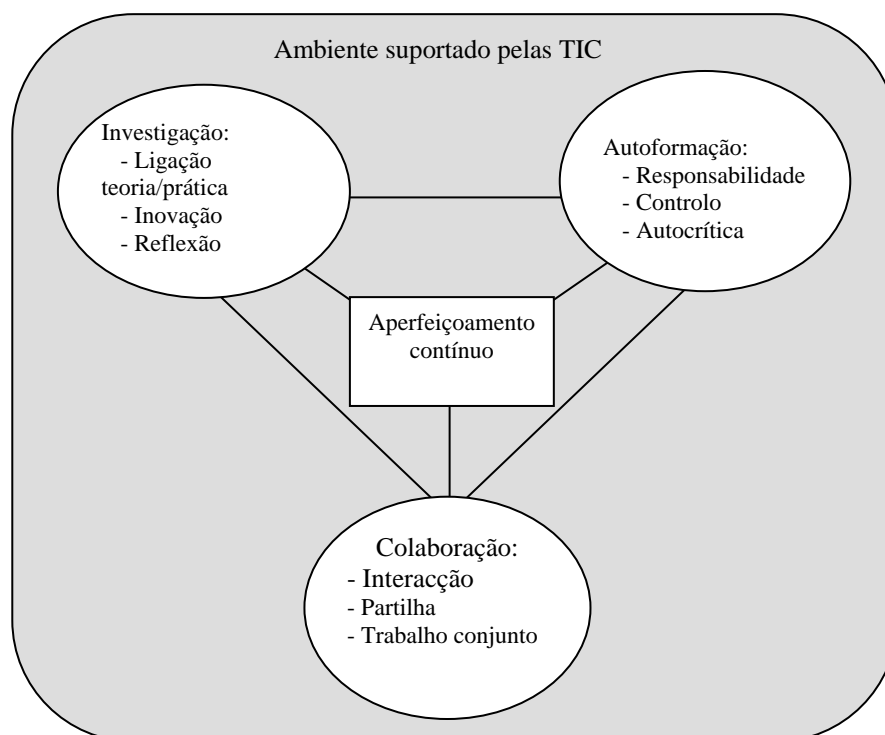 Ambiente suportado pelas TIC
Investigação:
- Ligação
teoria/prática
- Inovação
- Reflexão
Autoformação:
- Responsabilidade
- Controlo
- Autocrítica
Aperfeiçoamento
contínuo
Colaboração:
- Interacção
- Partilha
- Trabalho conjunto